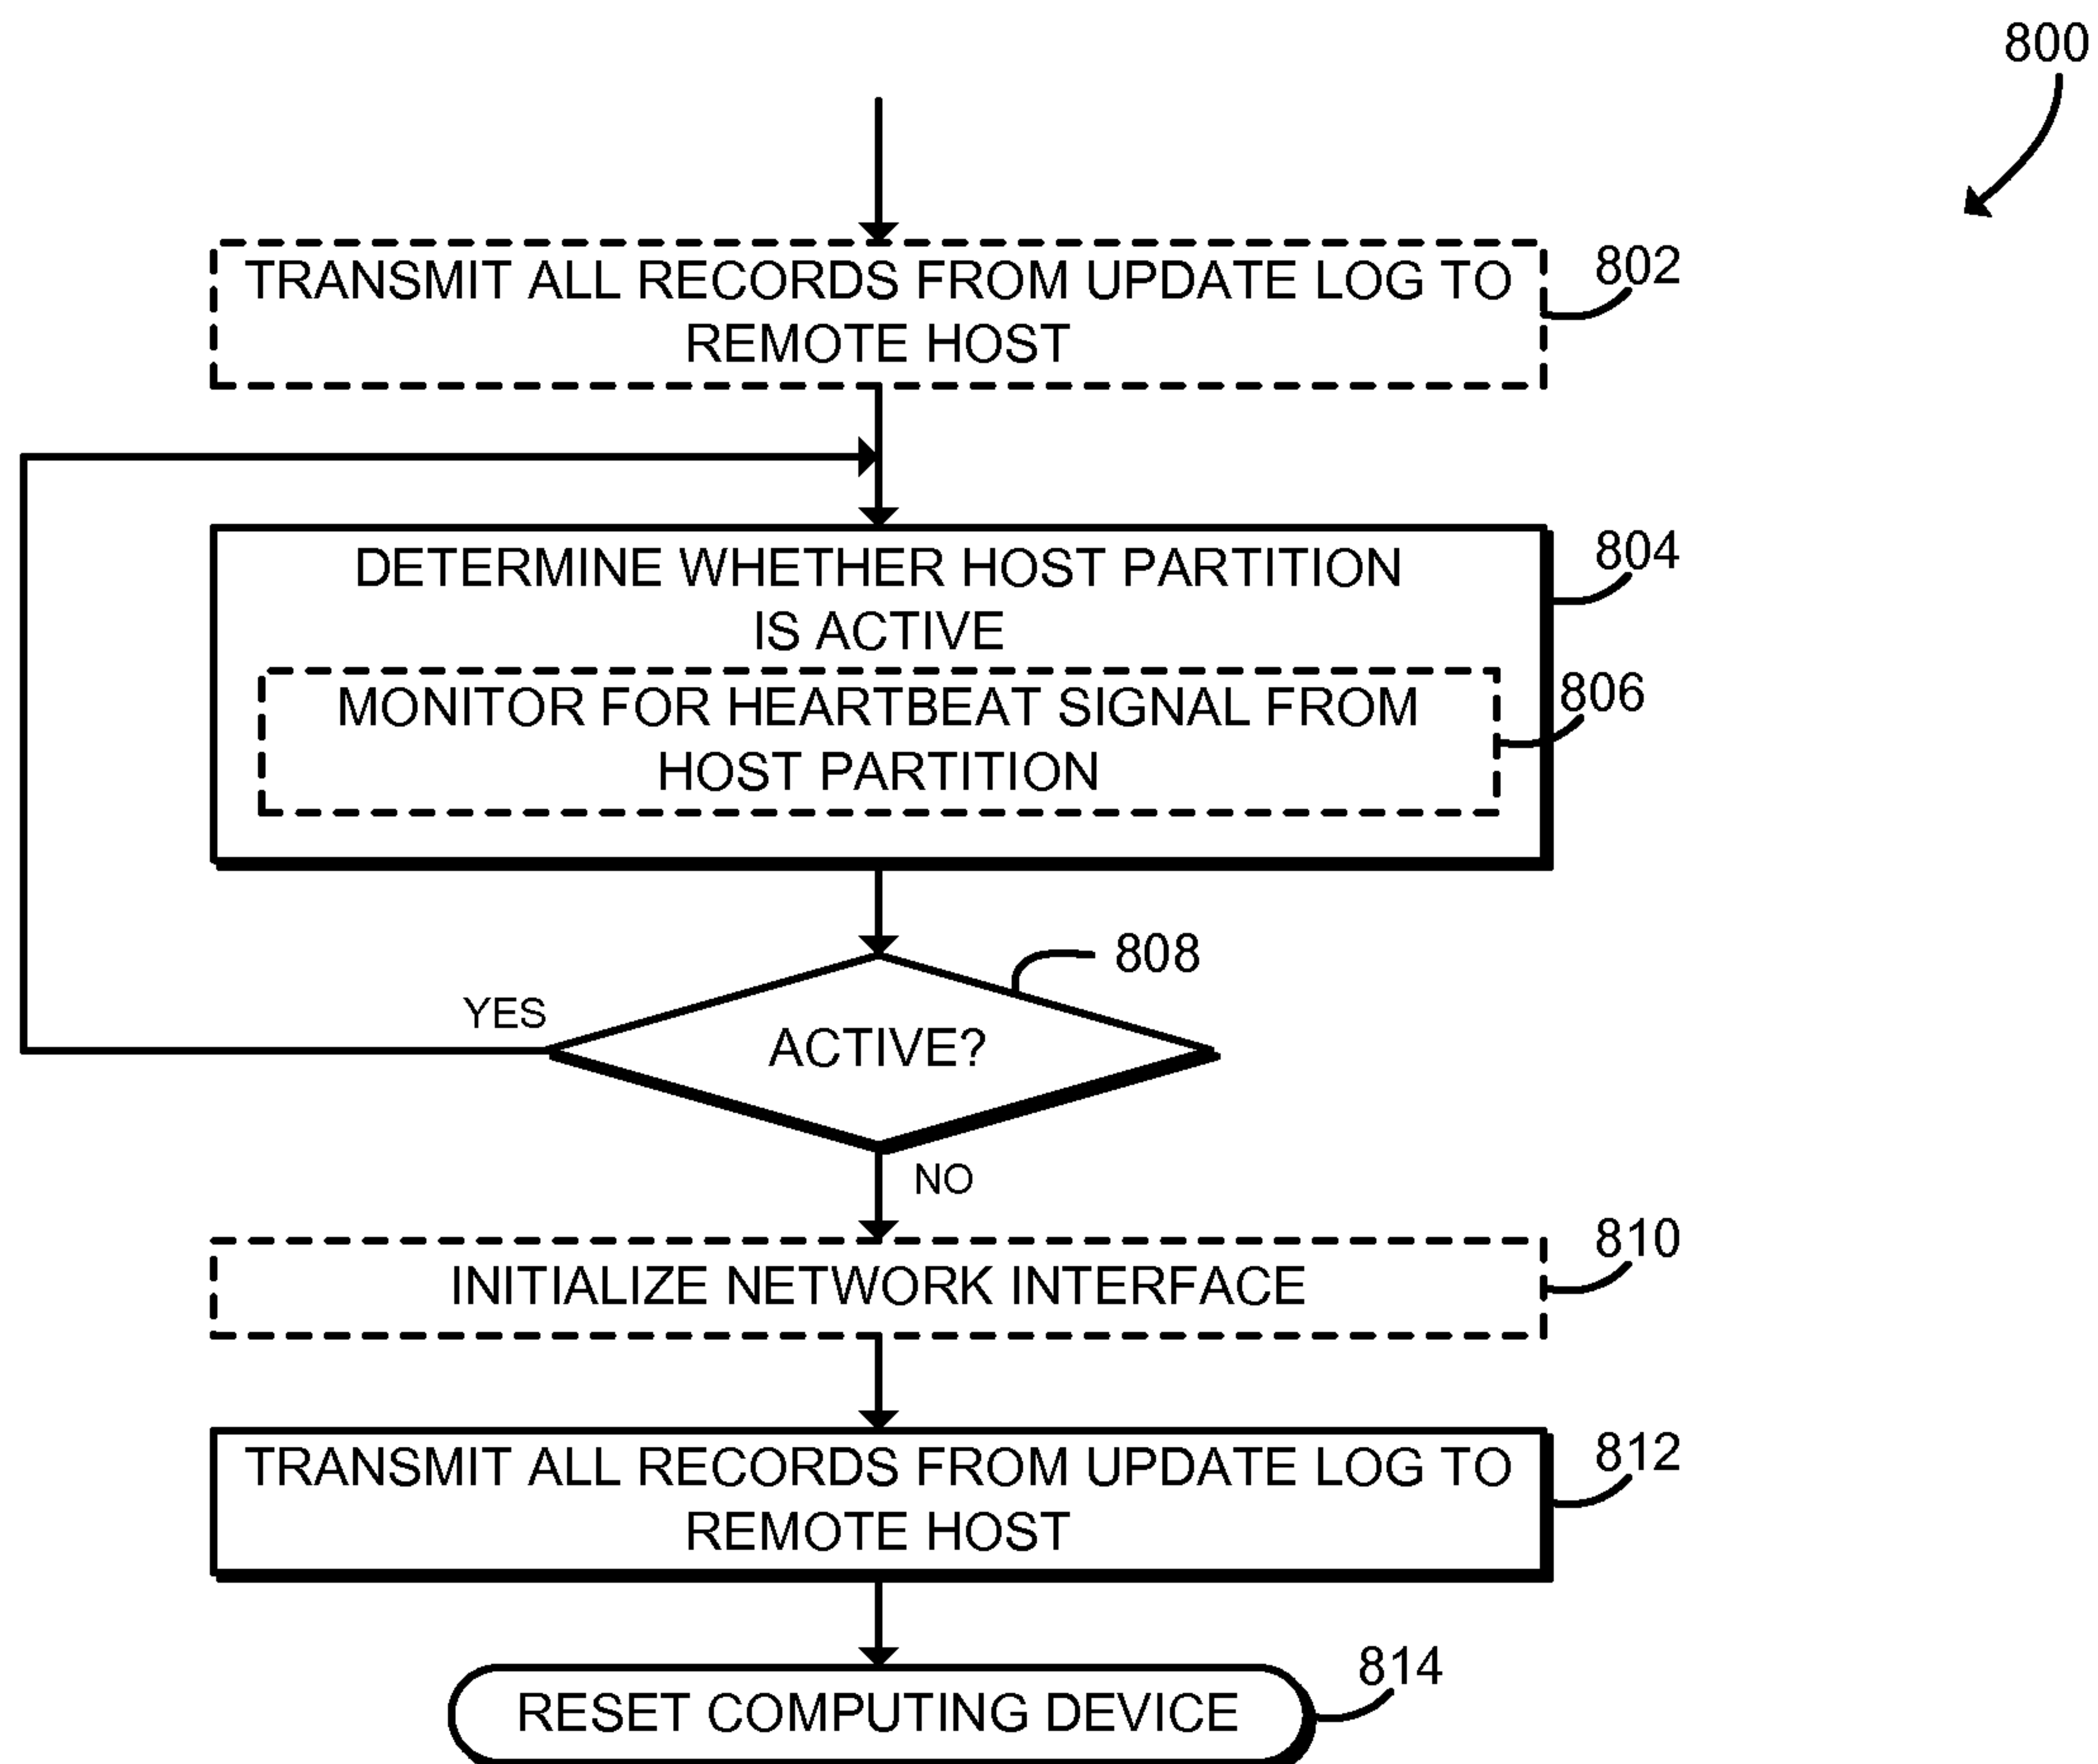 800
TRANSMIT ALL RECORDS FROM UPDATE LOG TO
REMOTE HOST
802
DETERMINE WHETHER HOST PARTITION
IS ACTIVE
804
MONITOR FOR HEARTBEAT SIGNAL FROM
HOST PARTITION
806
808
YES
ACTIVE?
NO
INITIALIZE NETWORK INTERFACE
810
TRANSMIT ALL RECORDS FROM UPDATE LOG TO
REMOTE HOST
812
RESET COMPUTING DEVICE
814